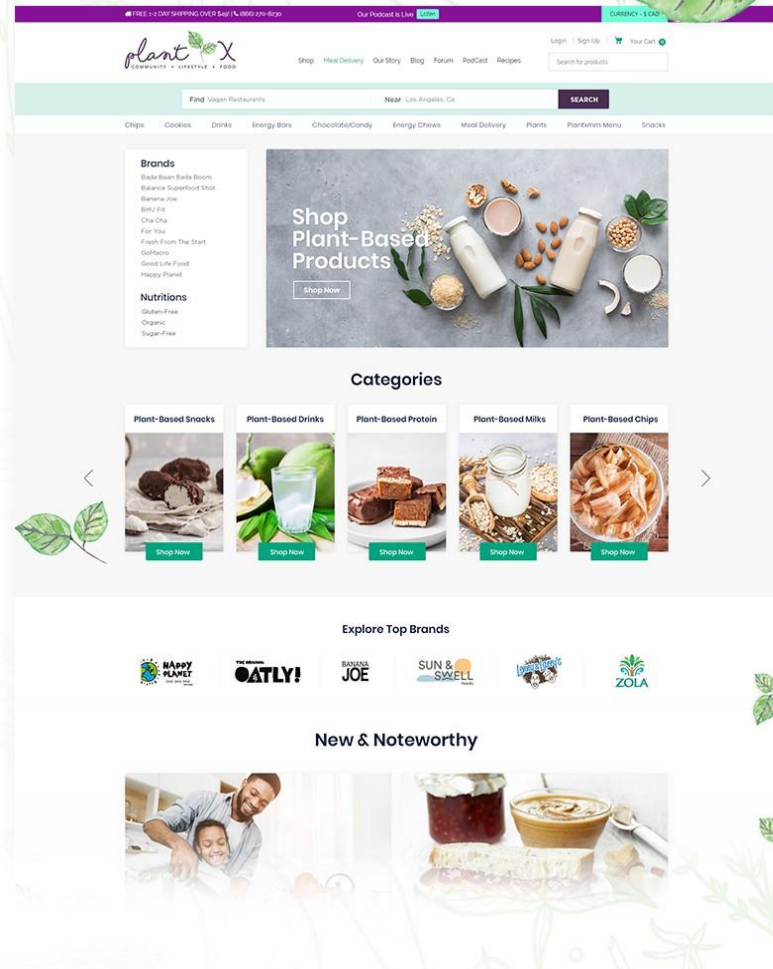 FREE 1-2 DAY SHIPPING OVER $49! | (866) 270-8230
Our Podcast is Live Listen
CURRENCY - $ CAD
plant X
COMMUNITY • LIFESTYLE • FOOD
Login Sign Up Your Cart 0
Shop Meal Delivery Our Story Blog Forum PodCast Recipes
Search for products
Find Vegan Restaurants Near Los Angeles, Ca SEARCH
Chips Cookies Drinks Energy Bars Chocolate/Candy Energy Chews Meal Delivery Plants Plantxmm Menu Snacks
Brands
Bada Bean Bada Boom
Balance Superfood Shot
Banana Joe
BHU Fit
Cha Cha
For You
Fresh From The Start
GoMacro
Good Life Food
Happy Planet
Nutritions
Gluten-Free
Organic
Sugar-Free
Shop
Plant-Based
Products
Shop Now
Categories
Plant-Based Snacks Plant-Based Drinks Plant-Based Protein Plant-Based Milks Plant-Based Chips
Shop Now Shop Now Shop Now Shop Now Shop Now
Explore Top Brands
HAPPY
PLANET
THE ORIGINAL
OATLY!
BANANA
JOE
SUN &
SWELL
foods
Lenny & Larry's
ZOLA
New & Noteworthy